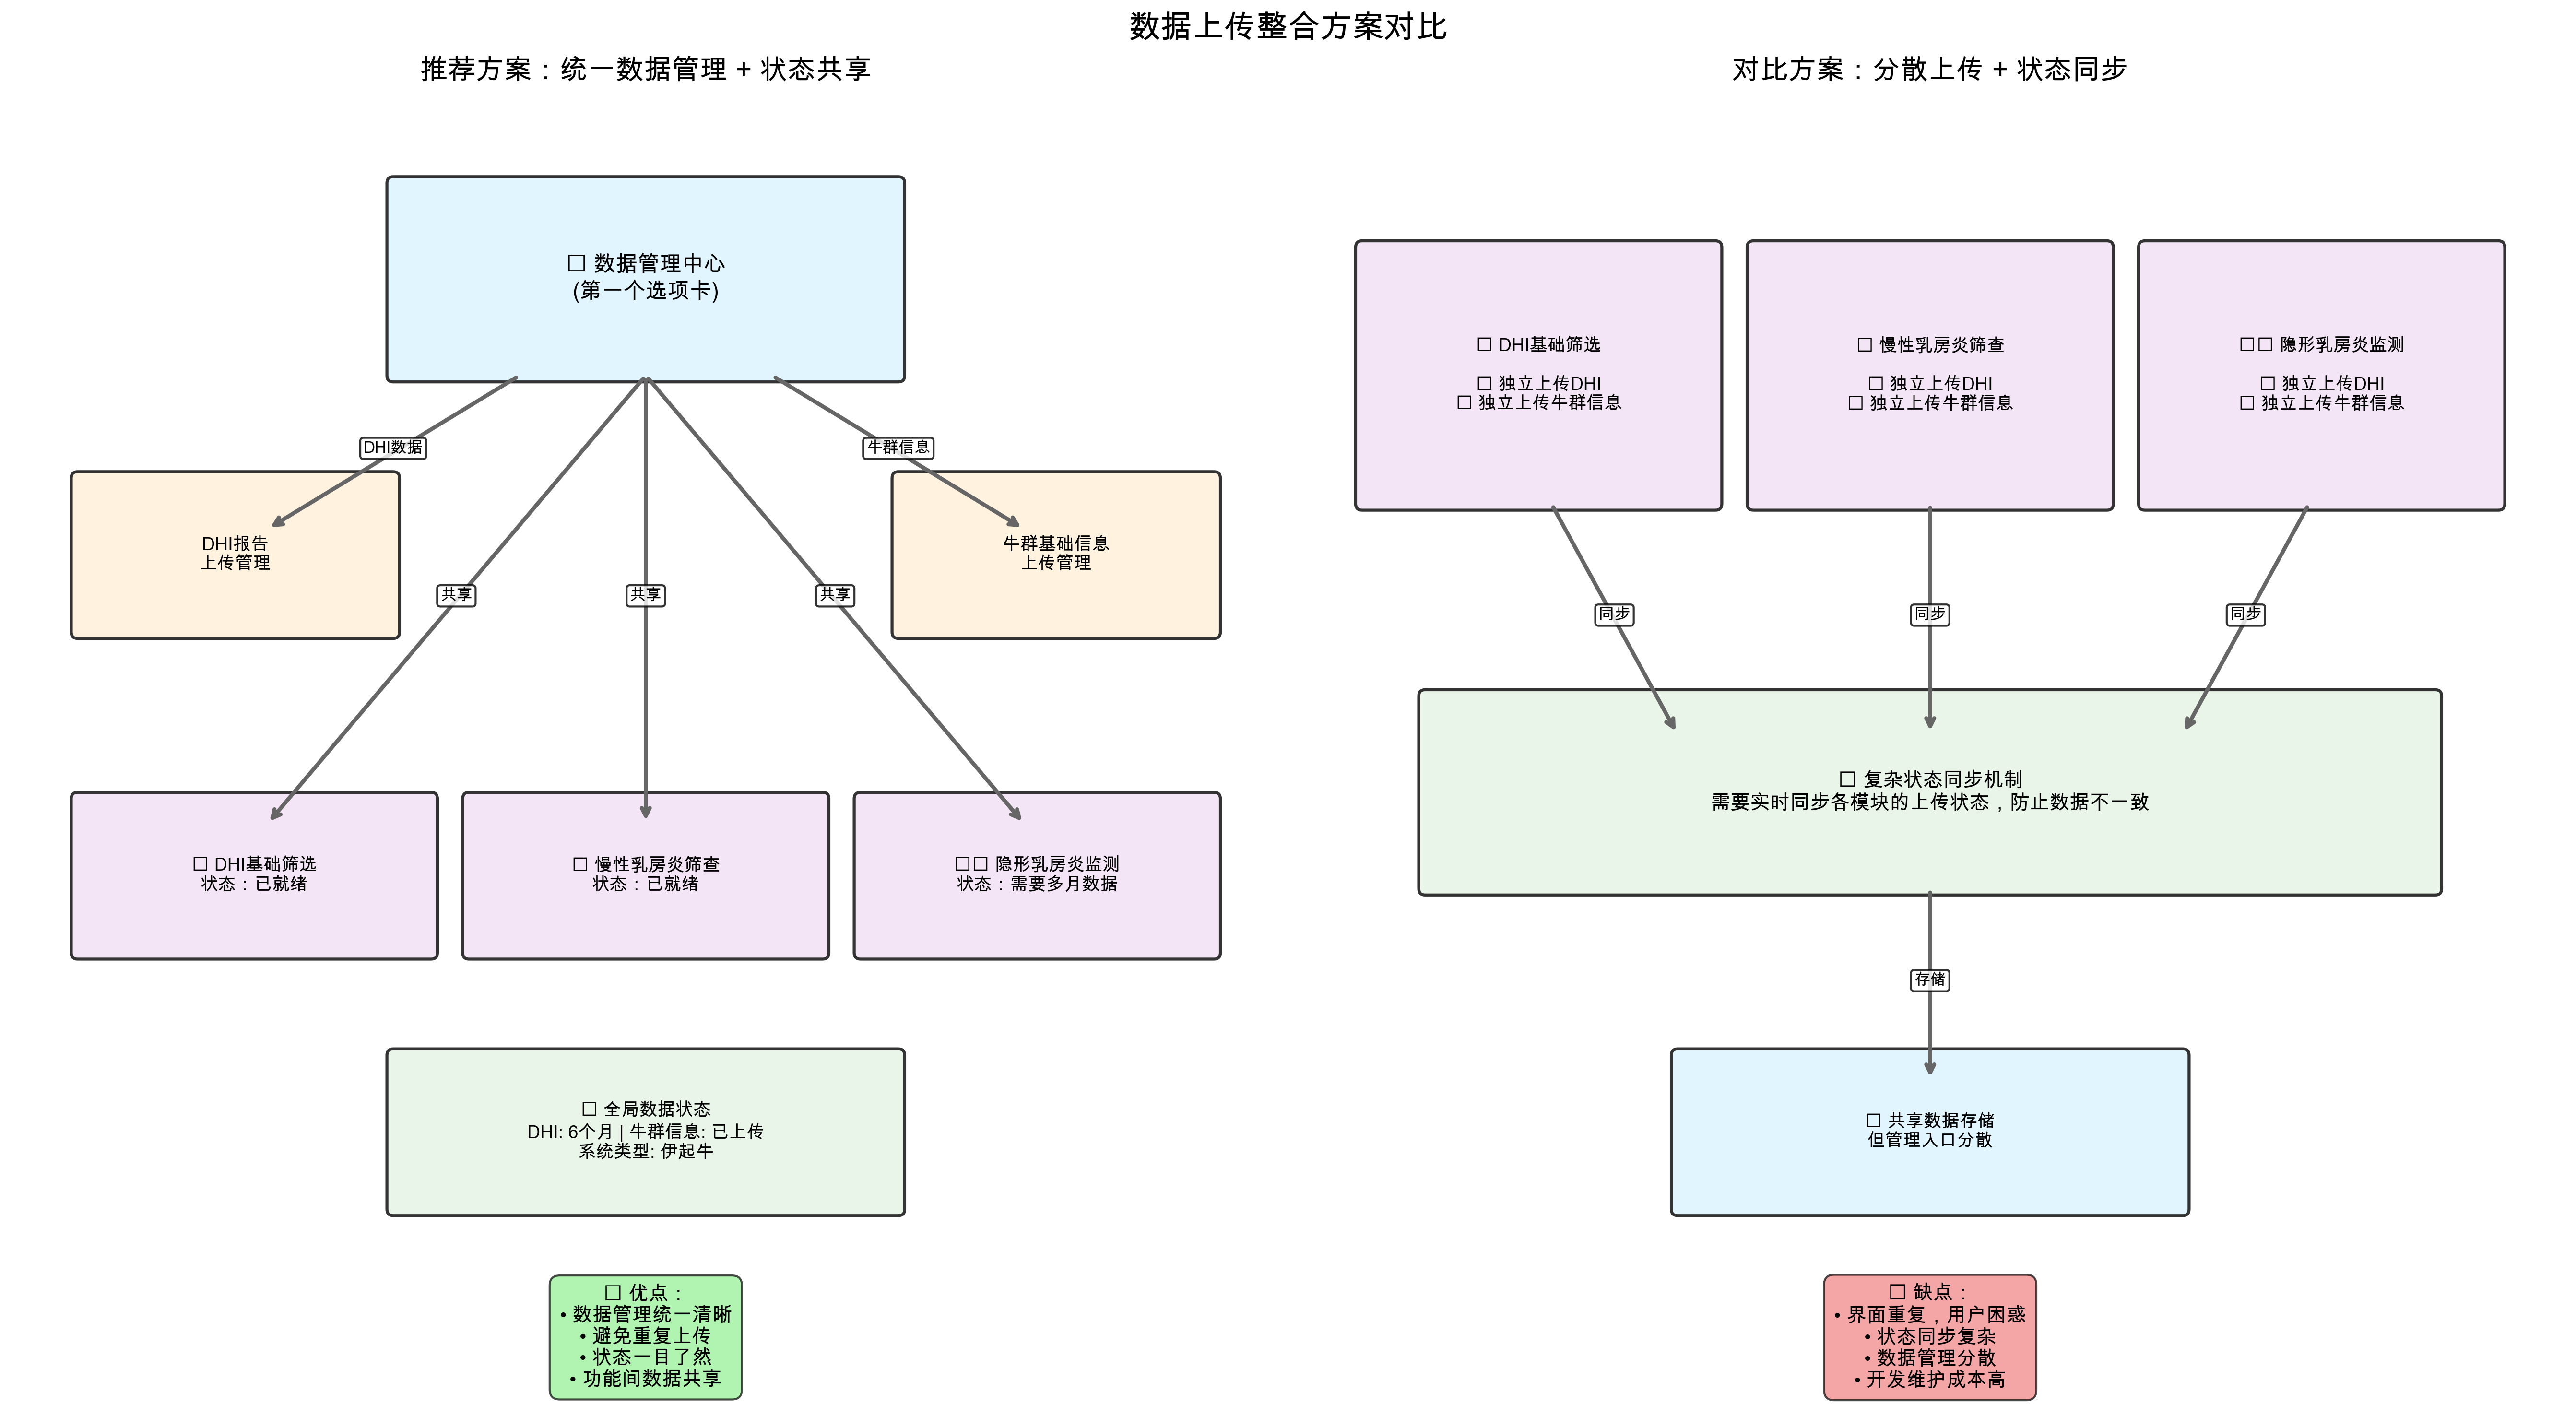 数据上传整合方案对比
推荐方案：统一数据管理 + 状态共享
□ 数据管理中心
(第一个选项卡)
DHI数据
牛群信息
DHI报告
上传管理
牛群基础信息
上传管理
共享
共享
共享
□ DHI基础筛选
状态：已就绪
□ 慢性乳房炎筛查
状态：已就绪
□□ 隐形乳房炎监测
状态：需要多月数据
□ 全局数据状态
DHI: 6个月 | 牛群信息: 已上传
系统类型: 伊起牛
□ 优点：
• 数据管理统一清晰
• 避免重复上传
• 状态一目了然
• 功能间数据共享
对比方案：分散上传 + 状态同步
□ DHI基础筛选
□ 独立上传DHI
□ 独立上传牛群信息
□ 慢性乳房炎筛查
□ 独立上传DHI
□ 独立上传牛群信息
□□ 隐形乳房炎监测
□ 独立上传DHI
□ 独立上传牛群信息
同步
同步
同步
□ 复杂状态同步机制
需要实时同步各模块的上传状态，防止数据不一致
存储
□ 共享数据存储
但管理入口分散
□ 缺点：
• 界面重复，用户困惑
• 状态同步复杂
• 数据管理分散
• 开发维护成本高